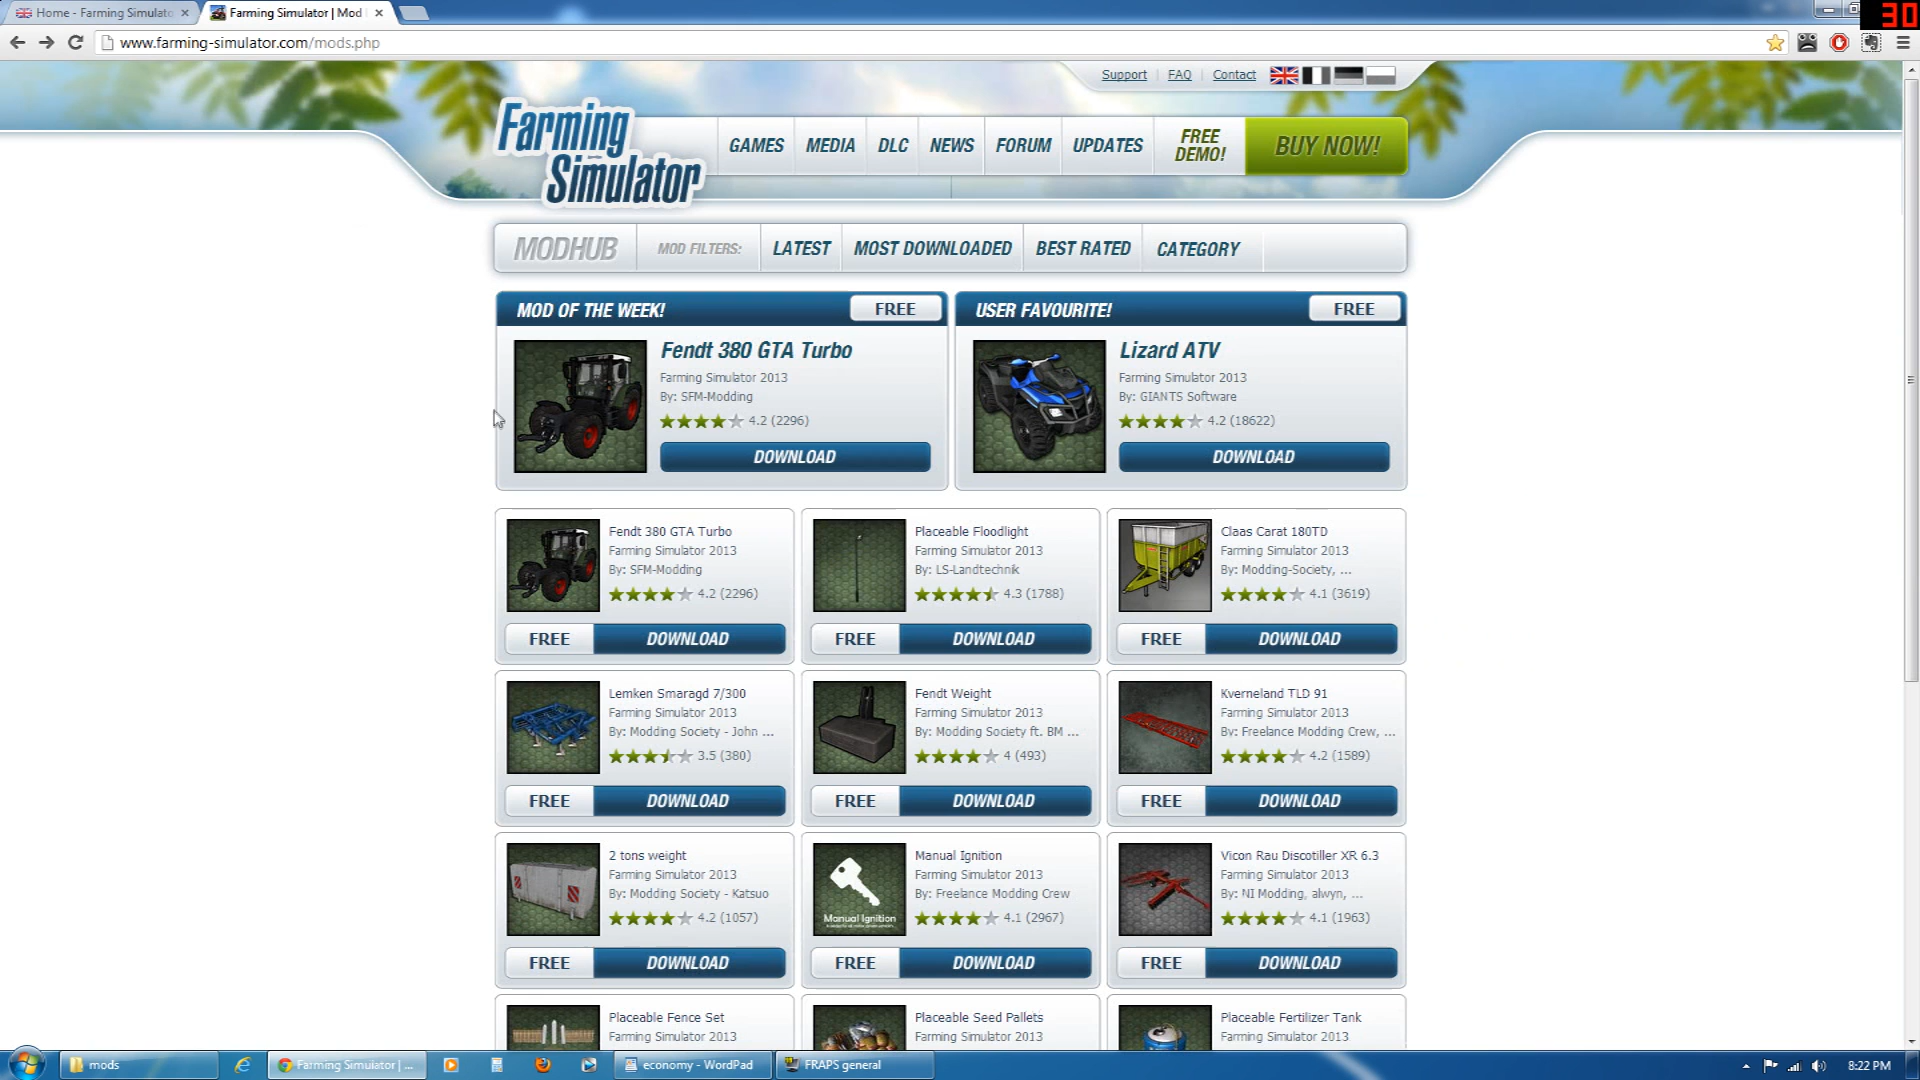 Home - Farming Simulato
Farming Simulator | Mod
30
www.farming-simulator.com/mods.php
Support | FAQ | Contact
Farming
Simulator
GAMES
MEDIA
DLC
NEWS
FORUM
UPDATES
FREE
DEMO!
BUY NOW!
MODHUB
MOD FILTERS:
LATEST
MOST DOWNLOADED
BEST RATED
CATEGORY
MOD OF THE WEEK!
FREE
Fendt 380 GTA Turbo
Farming Simulator 2013
By: SFM-Modding
4.2 (2296)
DOWNLOAD
USER FAVOURITE!
FREE
Lizard ATV
Farming Simulator 2013
By: GIANTS Software
4.2 (18622)
DOWNLOAD
Fendt 380 GTA Turbo
Farming Simulator 2013
By: SFM-Modding
4.2 (2296)
FREE
DOWNLOAD
Placeable Floodlight
Farming Simulator 2013
By: LS-Landtechnik
4.3 (1788)
FREE
DOWNLOAD
Claas Carat 180TD
Farming Simulator 2013
By: Modding-Society, ...
4.1 (3619)
FREE
DOWNLOAD
Lemken Smaragd 7/300
Farming Simulator 2013
By: Modding Society - John ...
3.5 (380)
FREE
DOWNLOAD
Fendt Weight
Farming Simulator 2013
By: Modding Society ft. BM ...
4 (493)
FREE
DOWNLOAD
Kverneland TLD 91
Farming Simulator 2013
By: Freelance Modding Crew, ...
4.2 (1589)
FREE
DOWNLOAD
2 tons weight
Farming Simulator 2013
By: Modding Society - Katsuo
4.2 (1057)
FREE
DOWNLOAD
Manual Ignition
Manual Ignition
Farming Simulator 2013
By: Freelance Modding Crew
4.1 (2967)
FREE
DOWNLOAD
Vicon Rau Discotiller XR 6.3
Farming Simulator 2013
By: NI Modding, alwyn, ...
4.1 (1963)
FREE
DOWNLOAD
Placeable Fence Set
Farming Simulator 2013
Placeable Seed Pallets
Farming Simulator 2013
Placeable Fertilizer Tank
Farming Simulator 2013
mods
Farming Simulator | ...
economy - WordPad
FRAPS general
8:22 PM